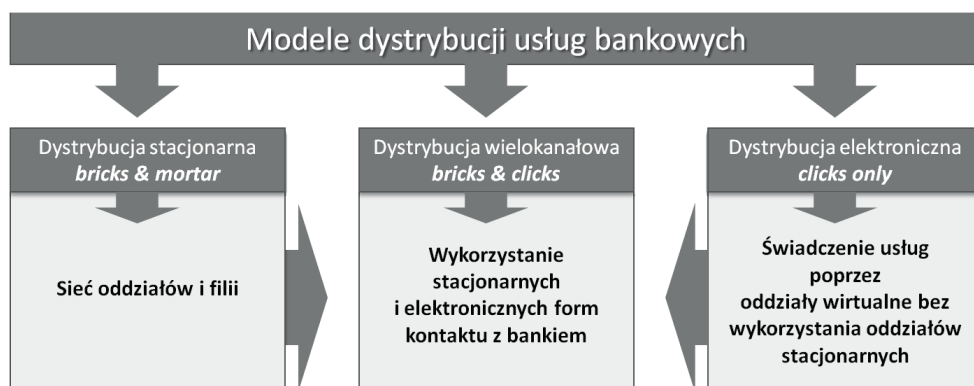 Modele dystrybucji usług bankowych
Dystrybucja stacjonarna
bricks & mortar
Sieć oddziałów i filii
Dystrybucja wielokanałowa
bricks & clicks
Wykorzystanie
stacjonarnych
i elektronicznych form
kontaktu z bankiem
Dystrybucja elektroniczna
clicks only
Świadczenie usług
poprzez
oddziały wirtualne bez
wykorzystania oddziałów
stacjonarnych